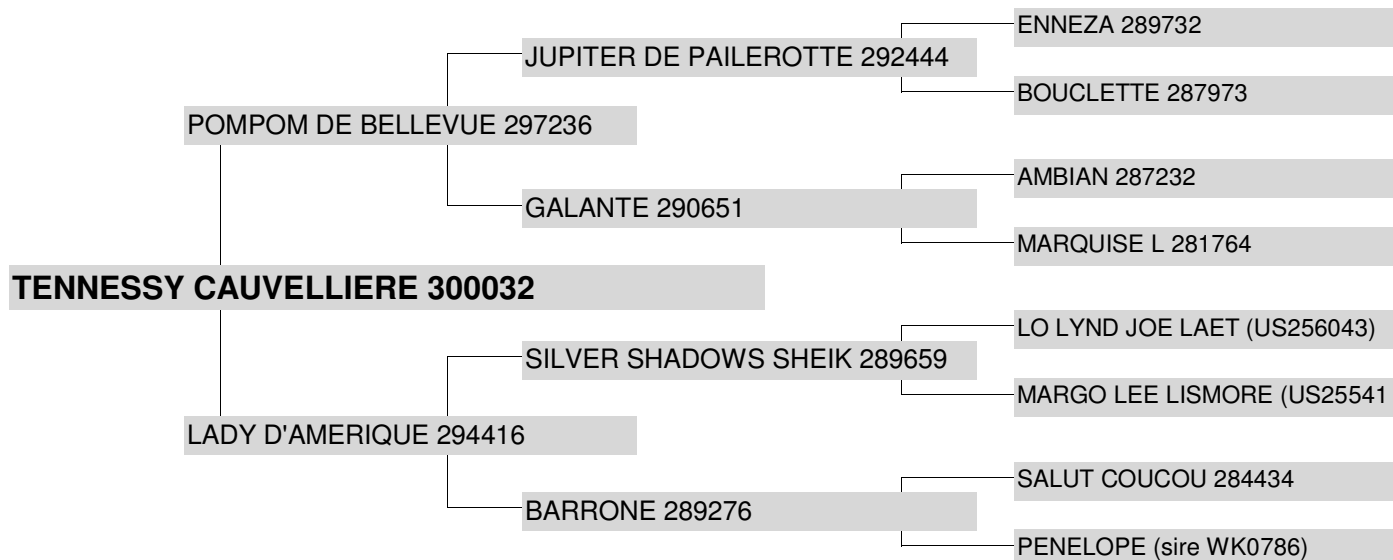 ENNEZA 289732
JUPITER DE PAILEROTTE 292444
BOUCLETTE 287973
POMPOM DE BELLEVUE 297236
AMBIAN 287232
GALANTE 290651
MARQUISE L 281764
TENNESSY CAUVELLIERE 300032
LO LYND JOE LAET (US256043)
SILVER SHADOWS SHEIK 289659
MARGO LEE LISMORE (US25541
LADY D'AMERIQUE 294416
SALUT COUCOU 284434
BARRONE 289276
PENELOPE (sire WK0786)